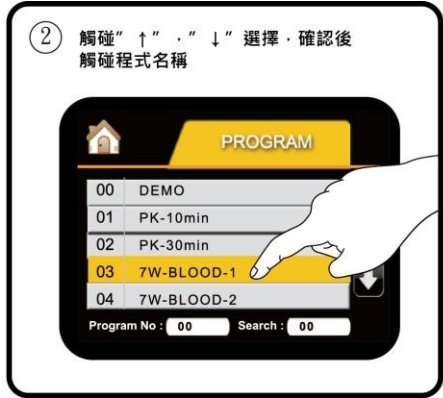 ② 觸碰”↑”,”↓”選擇,確認後
觸碰程式名稱
PROGRAM
00 DEMO
01 PK-10min
02 PK-30min
03 7W-BLOOD-1
04 7W-BLOOD-2
Program No : 00 Search : 00